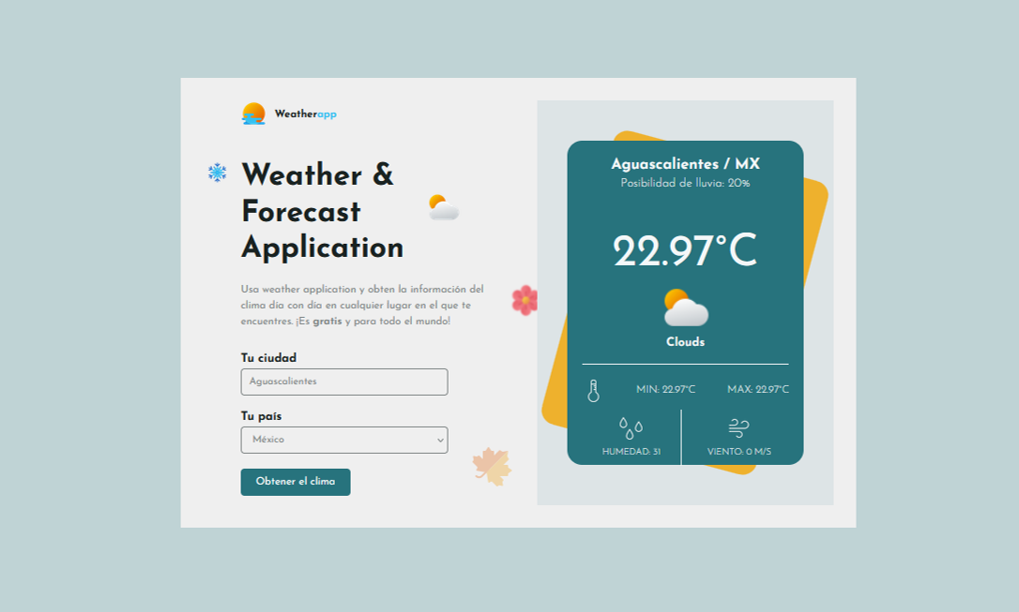 Weatherapp
Weather &
Forecast
Application
Usa weather application y obten la información del
clima día con día en cualquier lugar en el que te
encuentres. ¡Es gratis y para todo el mundo!
Tu ciudad
Aguascalientes
Tu país
México
Obtener el clima
Aguascalientes / MX
Posibilidad de lluvia: 20%
22.97°C
Clouds
MIN: 22.97°C MAX: 22.97°C
HUMEDAD: 31 VIENTO: 0 M/S